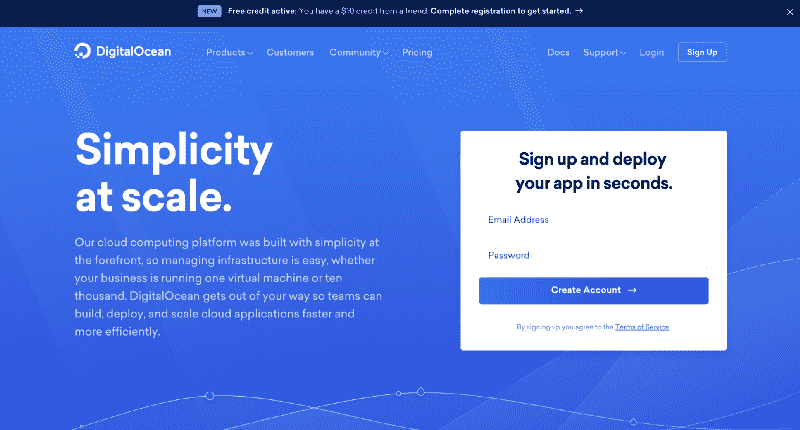 NEW Free credit active: You have a $10 credit from a friend. Complete registration to get started. → ×
DigitalOcean Products Customers Community Pricing Docs Support Login Sign Up
Simplicity
at scale.
Our cloud computing platform was built with simplicity at
the forefront, so managing infrastructure is easy, whether
your business is running one virtual machine or ten
thousand. DigitalOcean gets out of your way so teams can
build, deploy, and scale cloud applications faster and
more efficiently.
Sign up and deploy
your app in seconds.
Email Address
Password
Create Account →
By signing up you agree to the Terms of Service